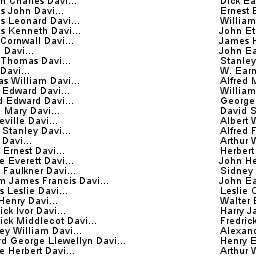 n Charles Davi... Dick Ea
s John Davi... Ernest E
s Leonard Davi... William
s Kenneth Davi... John Et
Cornwall Davi... James H
Davi... John Ea
Thomas Davi... Stanley
Davi... W. Earn
as William Davi... Alfred M
Edward Davi... William
d Edward Davi... George
Mary Davi... David S
eville Davi... Albert W
Stanley Davi... Alfred F
Davi... Arthur W
Ernest Davi... Herbert
e Everett Davi... John He
Faulkner Davi... Sidney
m James Francis Davi... John Ea
s Leslie Davi... Leslie C
Henry Davi... Walter E
ick Ivor Davi... Harry Ja
rick Middlecot Davi... Fredrick
ey William Davi... Alexand
rd George Llewellyn Davi... Henry E
e Herbert Davi... Arthur W